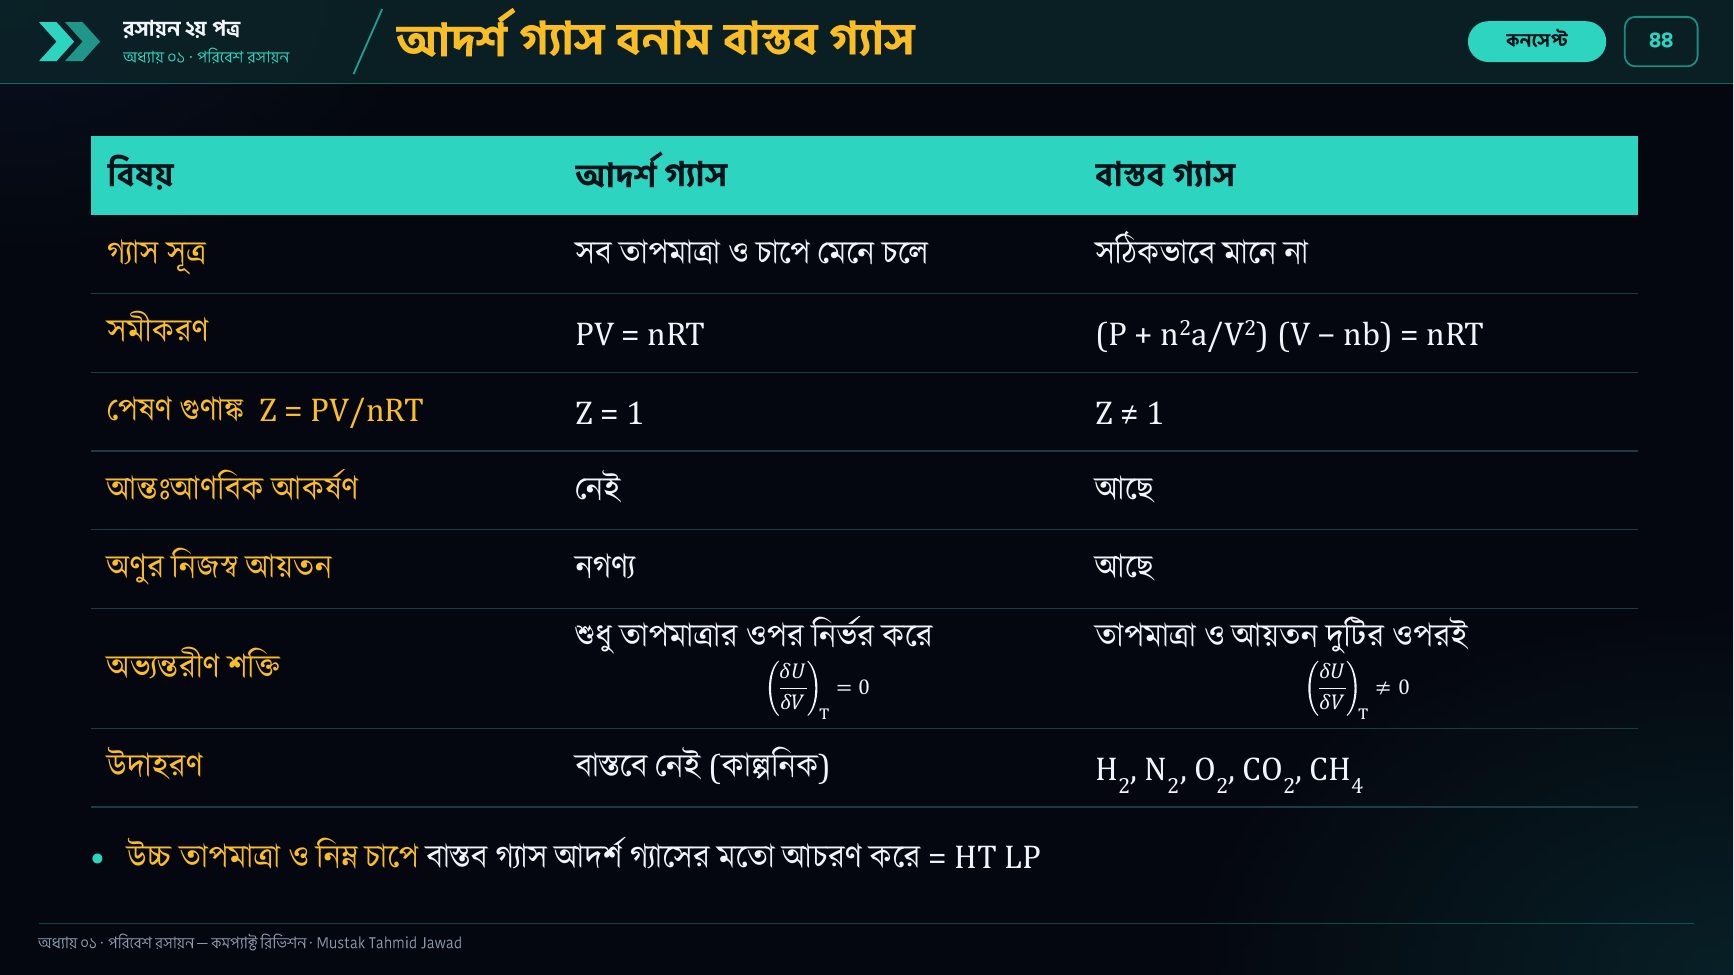 রসায়ন ২য় পত্র
অধ্যায় ০১ · পরিবেশ রসায়ন
আদর্শ গ্যাস বনাম বাস্তব গ্যাস
কনসেপ্ট
৪৪
বিষয় আদর্শ গ্যাস বাস্তব গ্যাস
গ্যাস সূত্র সব তাপমাত্রা ও চাপে মেনে চলে সঠিকভাবে মানে না
সমীকরণ PV = nRT (P + n²a/V²) (V − nb) = nRT
পেষণ গুণাঙ্ক Z = PV/nRT Z = 1 Z ≠ 1
আন্তঃআণবিক আকর্ষণ নেই আছে
অণুর নিজস্ব আয়তন নগণ্য আছে
অভ্যন্তরীণ শক্তি শুধু তাপমাত্রার ওপর নির্ভর করে তাপমাত্রা ও আয়তন দুটির ওপরই
(δU/δV)_T = 0 (δU/δV)_T ≠ 0
উদাহরণ বাস্তবে নেই (কাল্পনিক) H₂, N₂, O₂, CO₂, CH₄
• উচ্চ তাপমাত্রা ও নিম্ন চাপে বাস্তব গ্যাস আদর্শ গ্যাসের মতো আচরণ করে = HT LP
অধ্যায় ০১ · পরিবেশ রসায়ন — কমপ্যাক্ট রিভিশন · Mustak Tahmid Jawad